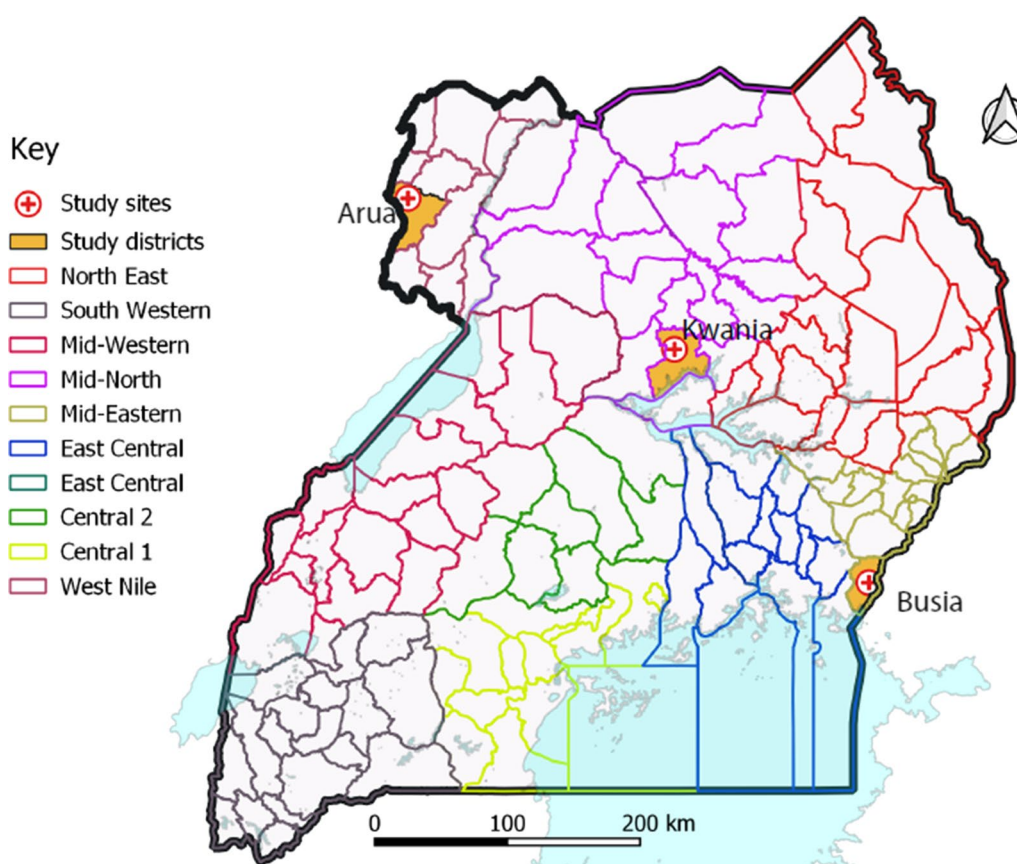 Key
Study sites
Study districts
North East
South Western
Mid-Western
Mid-North
Mid-Eastern
East Central
East Central
Central 2
Central 1
West Nile
Arua
Kwania
Busia
0 100 200 km